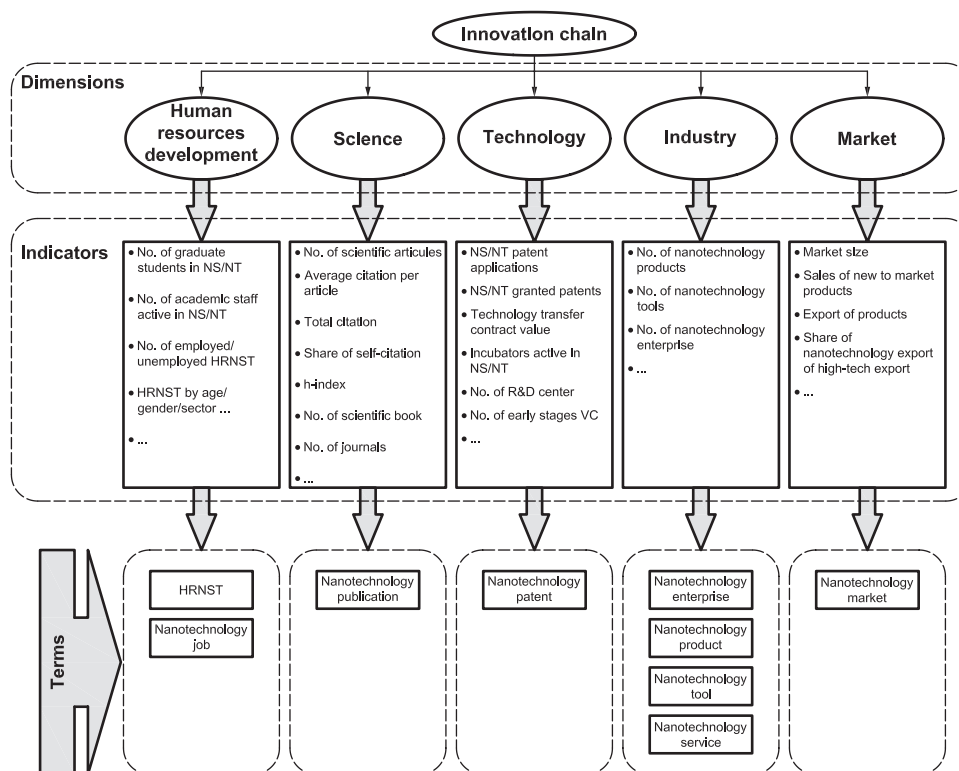 Innovation chain
Dimensions
Human
resources
development
Science
Technology
Industry
Market
Indicators
• No. of graduate
students in NS/NT
• No. of academic staff
active in NS/NT
• No. of employed/
unemployed HRNST
• HRNST by age/
gender/sector ...
• ...
• No. of scientific articules
• Average citation per
article
• Total citation
• Share of self-citation
• h-index
• No. of scientific book
• No. of journals
• ...
• NS/NT patent
applications
• NS/NT granted patents
• Technology transfer
contract value
• Incubators active in
NS/NT
• No. of R&D center
• No. of early stages VC
• ...
• No. of nanotechnology
products
• No. of nanotechnology
tools
• No. of nanotechnology
enterprise
• ...
• Market size
• Sales of new to market
products
• Export of products
• Share of
nanotechnology export
of high-tech export
• ...
Terms
HRNST
Nanotechnology
job
Nanotechnology
publication
Nanotechnology
patent
Nanotechnology
enterprise
Nanotechnology
product
Nanotechnology
tool
Nanotechnology
service
Nanotechnology
market